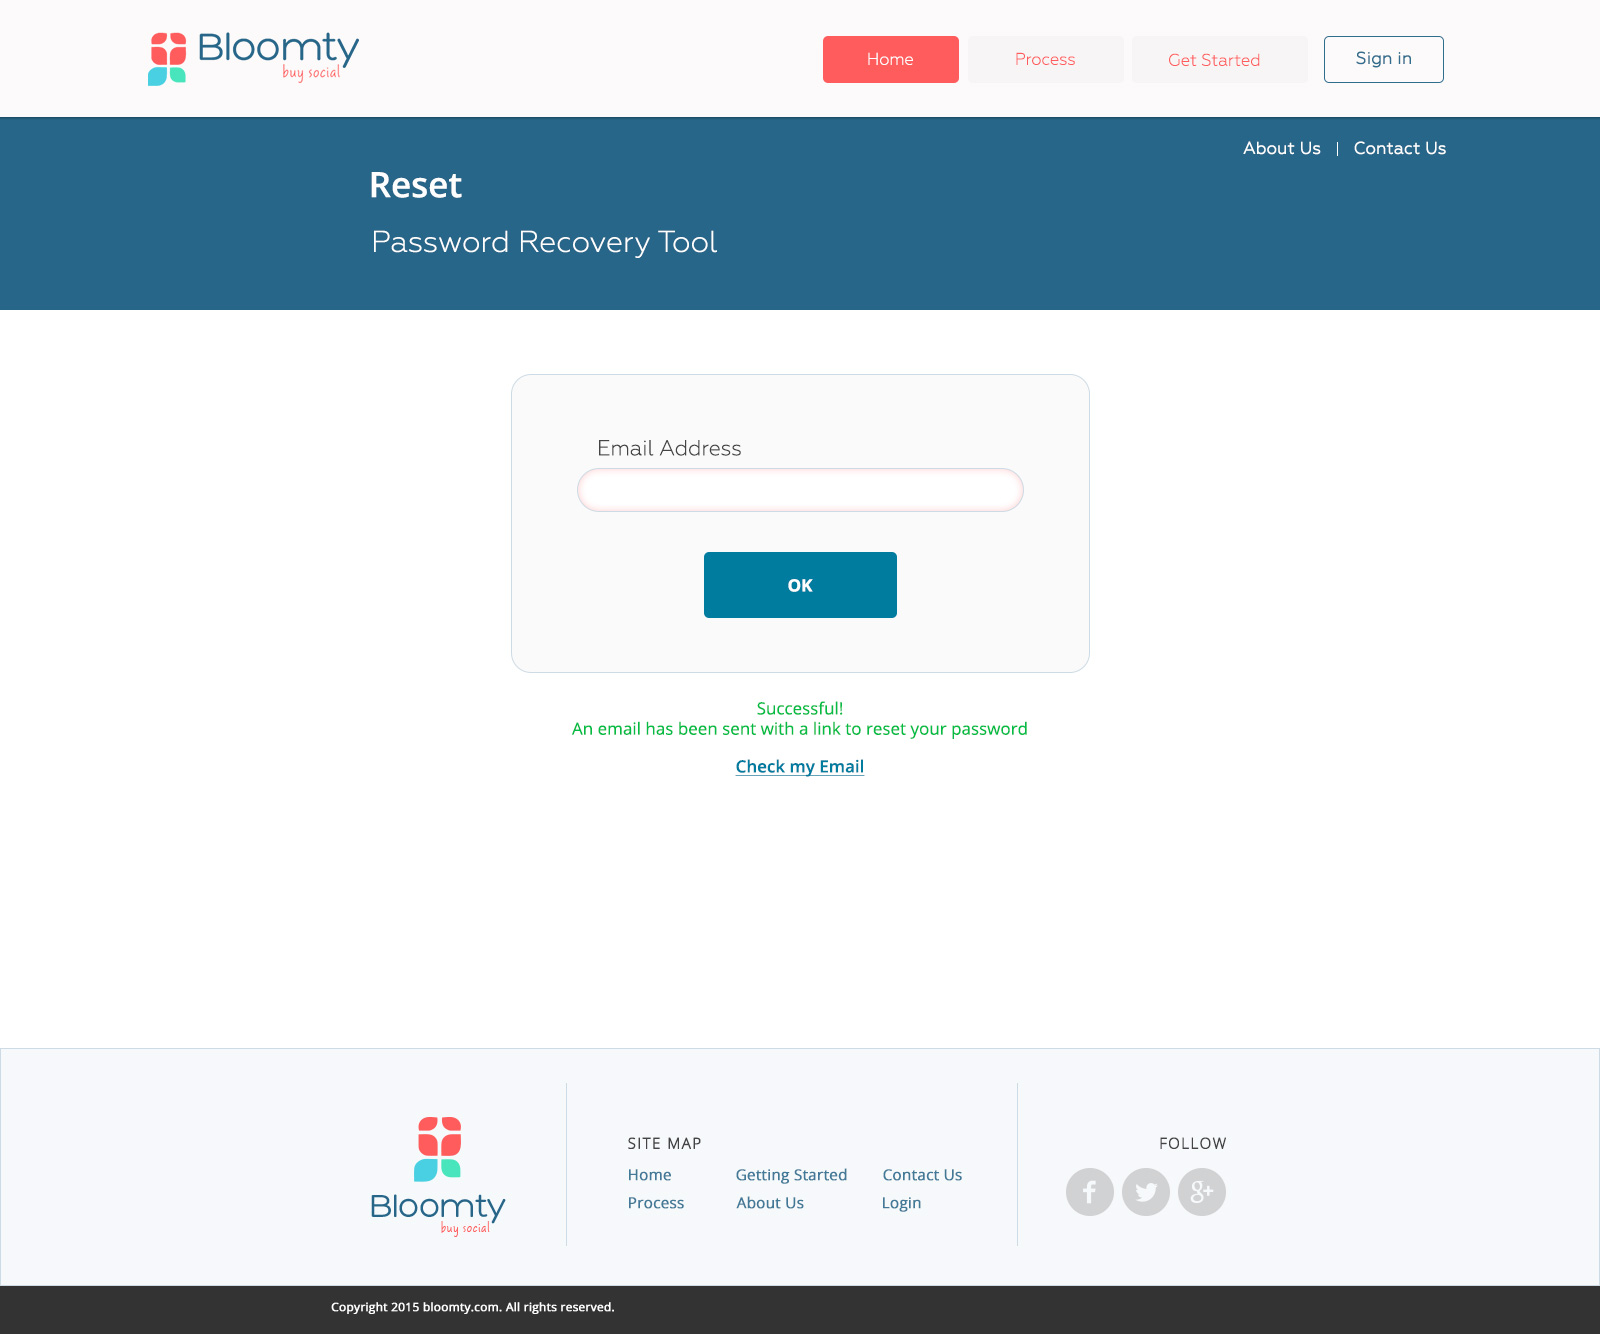 Bloomty
buy social
Home
Process
Get Started
Sign in
About Us | Contact Us
Reset
Password Recovery Tool
Email Address
OK
Successful!
An email has been sent with a link to reset your password
Check my Email
Bloomty
buy social
SITE MAP
Home Getting Started Contact Us
Process About Us Login
FOLLOW
f g+
Copyright 2015 bloomty.com. All rights reserved.